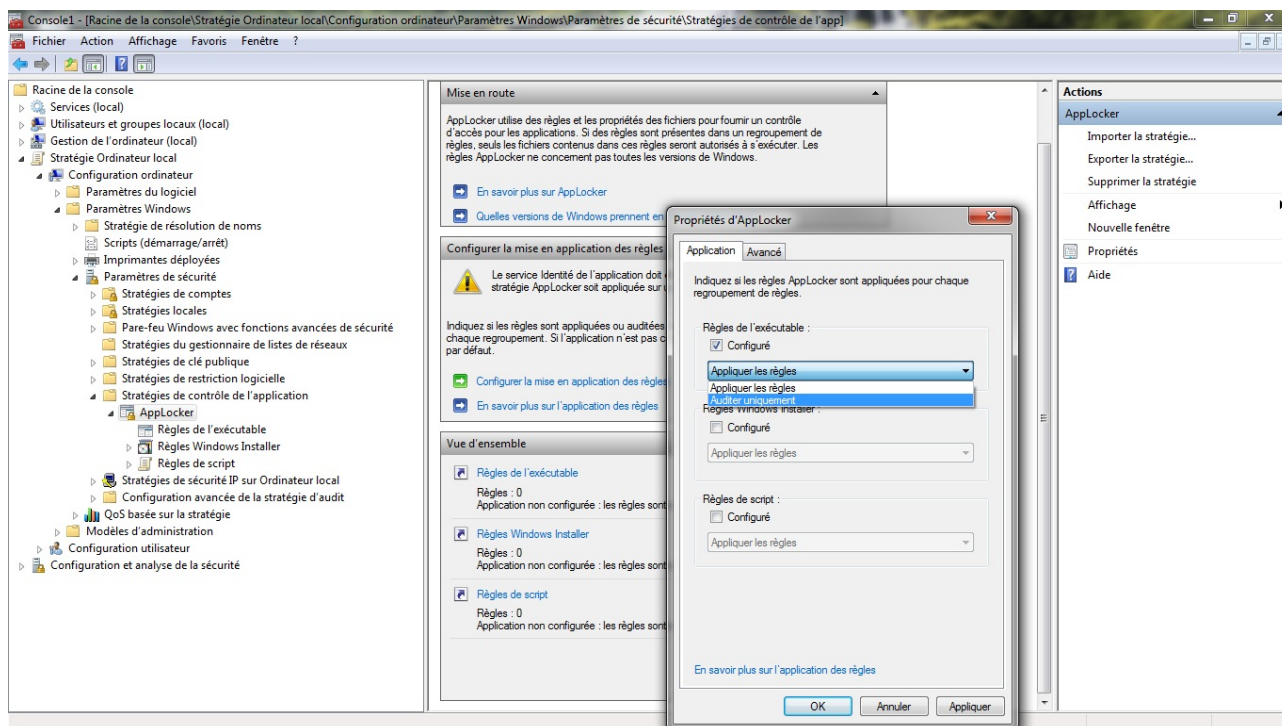 Console1 - [Racine de la console\Stratégie Ordinateur local\Configuration ordinateur\Paramètres Windows\Paramètres de sécurité\Stratégies de contrôle de l'app]
Fichier Action Affichage Favoris Fenêtre ?
Racine de la console
Services (local)
Utilisateurs et groupes locaux (local)
Gestion de l'ordinateur (local)
Stratégie Ordinateur local
Configuration ordinateur
Paramètres du logiciel
Paramètres Windows
Stratégie de résolution de noms
Scripts (démarrage/arrêt)
Imprimantes déployées
Paramètres de sécurité
Stratégies de comptes
Stratégies locales
Pare-feu Windows avec fonctions avancées de sécurité
Stratégies du gestionnaire de listes de réseaux
Stratégies de clé publique
Stratégies de restriction logicielle
Stratégies de contrôle de l'application
AppLocker
Règles de l'exécutable
Règles Windows Installer
Règles de script
Stratégies de sécurité IP sur Ordinateur local
Configuration avancée de la stratégie d'audit
QoS basée sur la stratégie
Modèles d'administration
Configuration utilisateur
Configuration et analyse de la sécurité
Mise en route
AppLocker utilise des règles et les propriétés des fichiers pour fournir un contrôle
d'accès pour les applications. Si des règles sont présentes dans un regroupement de
règles, seuls les fichiers contenus dans ces règles seront autorisés à s'exécuter. Les
règles AppLocker ne concernent pas toutes les versions de Windows.
En savoir plus sur AppLocker
Quelles versions de Windows prennent en
Configurer la mise en application des règles
Le service Identité de l'application doit
stratégie AppLocker soit appliquée sur
Indiquez si les règles sont appliquées ou auditées
chaque regroupement. Si l'application n'est pas c
par défaut.
Configurer la mise en application des règles
En savoir plus sur l'application des règles
Vue d'ensemble
Règles de l'exécutable
Règles : 0
Application non configurée : les règles sont
Règles Windows Installer
Règles : 0
Application non configurée : les règles sont
Règles de script
Règles : 0
Application non configurée : les règles sont
Propriétés d'AppLocker
Application Avancé
Indiquez si les règles AppLocker sont appliquées pour chaque
regroupement de règles.
Règles de l'exécutable :
Configuré
Appliquer les règles
Appliquer les règles
Auditer uniquement
Règles Windows Installer :
Configuré
Appliquer les règles
Règles de script :
Configuré
Appliquer les règles
En savoir plus sur l'application des règles
OK Annuler Appliquer
Actions
AppLocker
Importer la stratégie...
Exporter la stratégie...
Supprimer la stratégie
Affichage
Nouvelle fenêtre
Propriétés
Aide